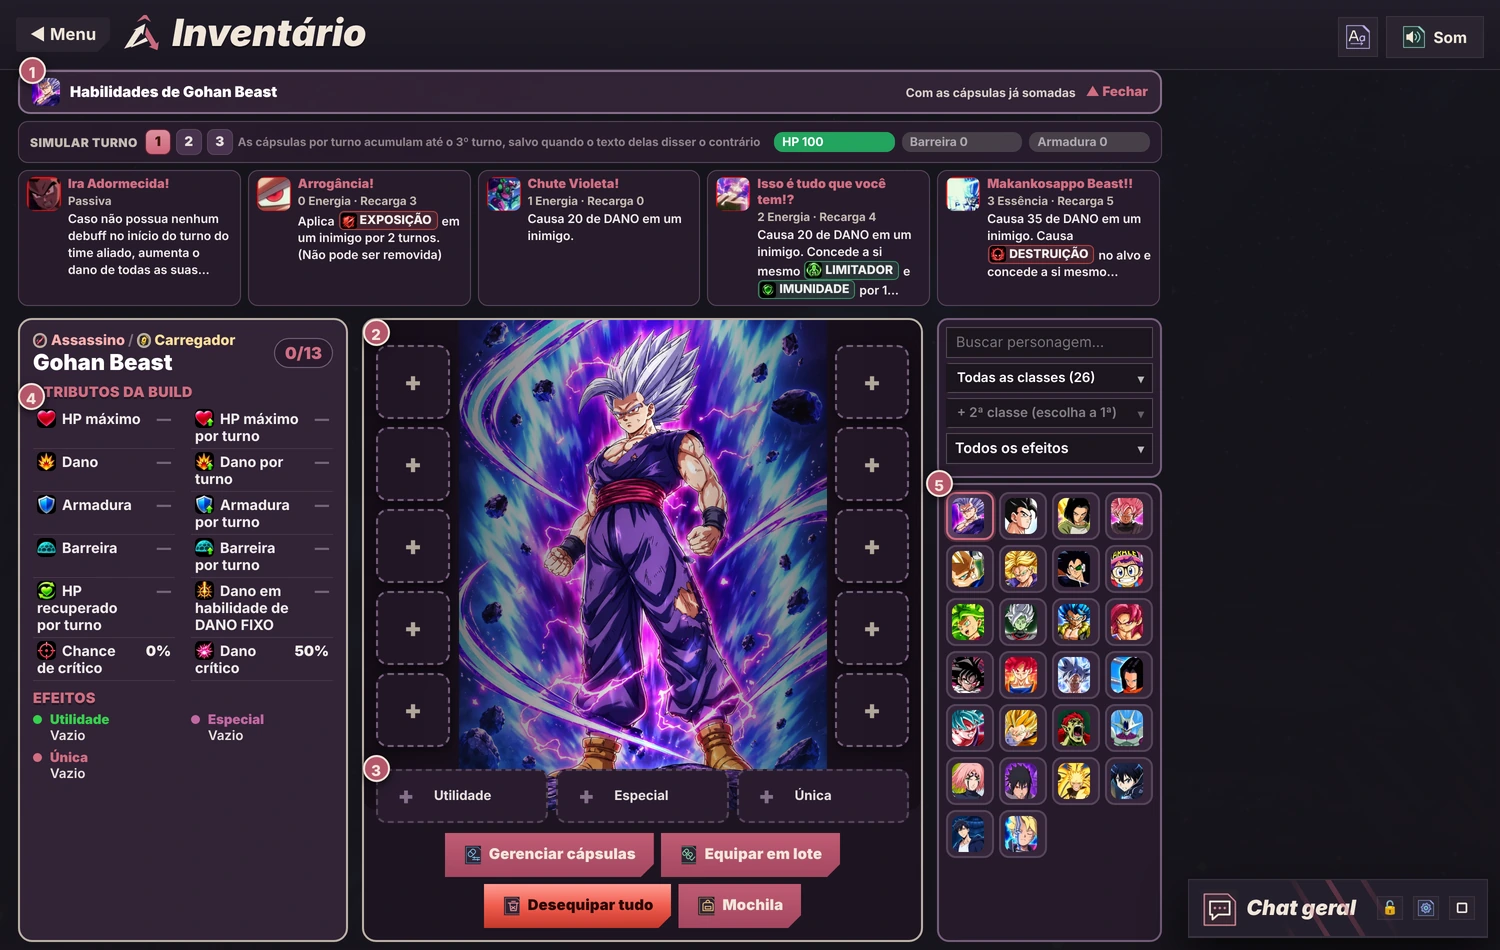 Menu
Inventário
Som
1
Habilidades de Gohan Beast
Com as cápsulas já somadas
Fechar
SIMULAR TURNO
1
2
3
As cápsulas por turno acumulam até o 3º turno, salvo quando o texto delas disser o contrário
HP 100
Barreira 0
Armadura 0
Ira Adormecida!
Passiva
Caso não possua nenhum
debuff no início do turno do
time aliado, aumenta o
dano de todas as suas...
Arrogância!
0 Energia · Recarga 3
Aplica EXPOSIÇÃO em
um inimigo por 2 turnos.
(Não pode ser removida)
Chute Violeta!
1 Energia · Recarga 0
Causa 20 de DANO em um
inimigo.
Isso é tudo que você
tem!?
2 Energia · Recarga 4
Causa 20 de DANO em um
inimigo. Concede a si
mesmo LIMITADOR e
IMUNIDADE por 1...
Makankosappo Beast!!
3 Essência · Recarga 5
Causa 35 de DANO em um
inimigo. Causa
DESTRUIÇÃO no alvo e
concede a si mesmo...
Assassino / Carregador
Gohan Beast
0/13
4
TRIBUTOS DA BUILD
HP máximo —
HP máximo —
por turno
Dano —
Dano por —
turno
Armadura —
Armadura —
por turno
Barreira —
Barreira —
por turno
HP —
recuperado
por turno
Dano em —
habilidade de
DANO FIXO
Chance 0%
de crítico
Dano 50%
crítico
EFEITOS
Utilidade
Vazio
Especial
Vazio
Única
Vazio
2
+
+
+
+
+
+
+
+
+
+
3
+ Utilidade
+ Especial
+ Única
Gerenciar cápsulas
Equipar em lote
Desequipar tudo
Mochila
Buscar personagem...
Todas as classes (26)
+ 2ª classe (escolha a 1ª)
Todos os efeitos
5
ARALE
Chat geral